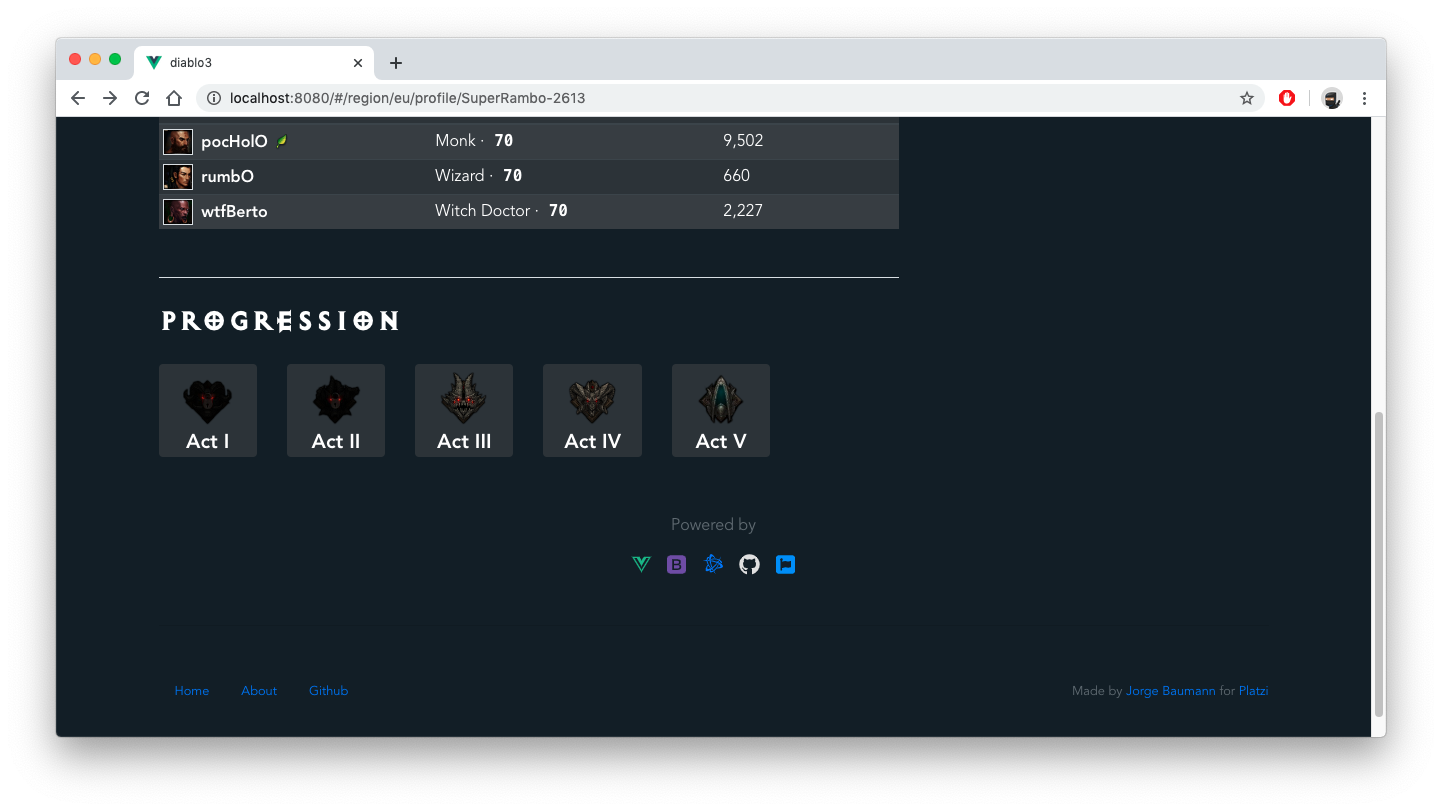 diablo3
localhost:8080/#/region/eu/profile/SuperRambo-2613
pocHolO Monk · 70 9,502
rumbO Wizard · 70 660
wtfBerto Witch Doctor · 70 2,227
PROGRESSION
Act I Act II Act III Act IV Act V
Powered by
B
Home About Github Made by Jorge Baumann for Platzi